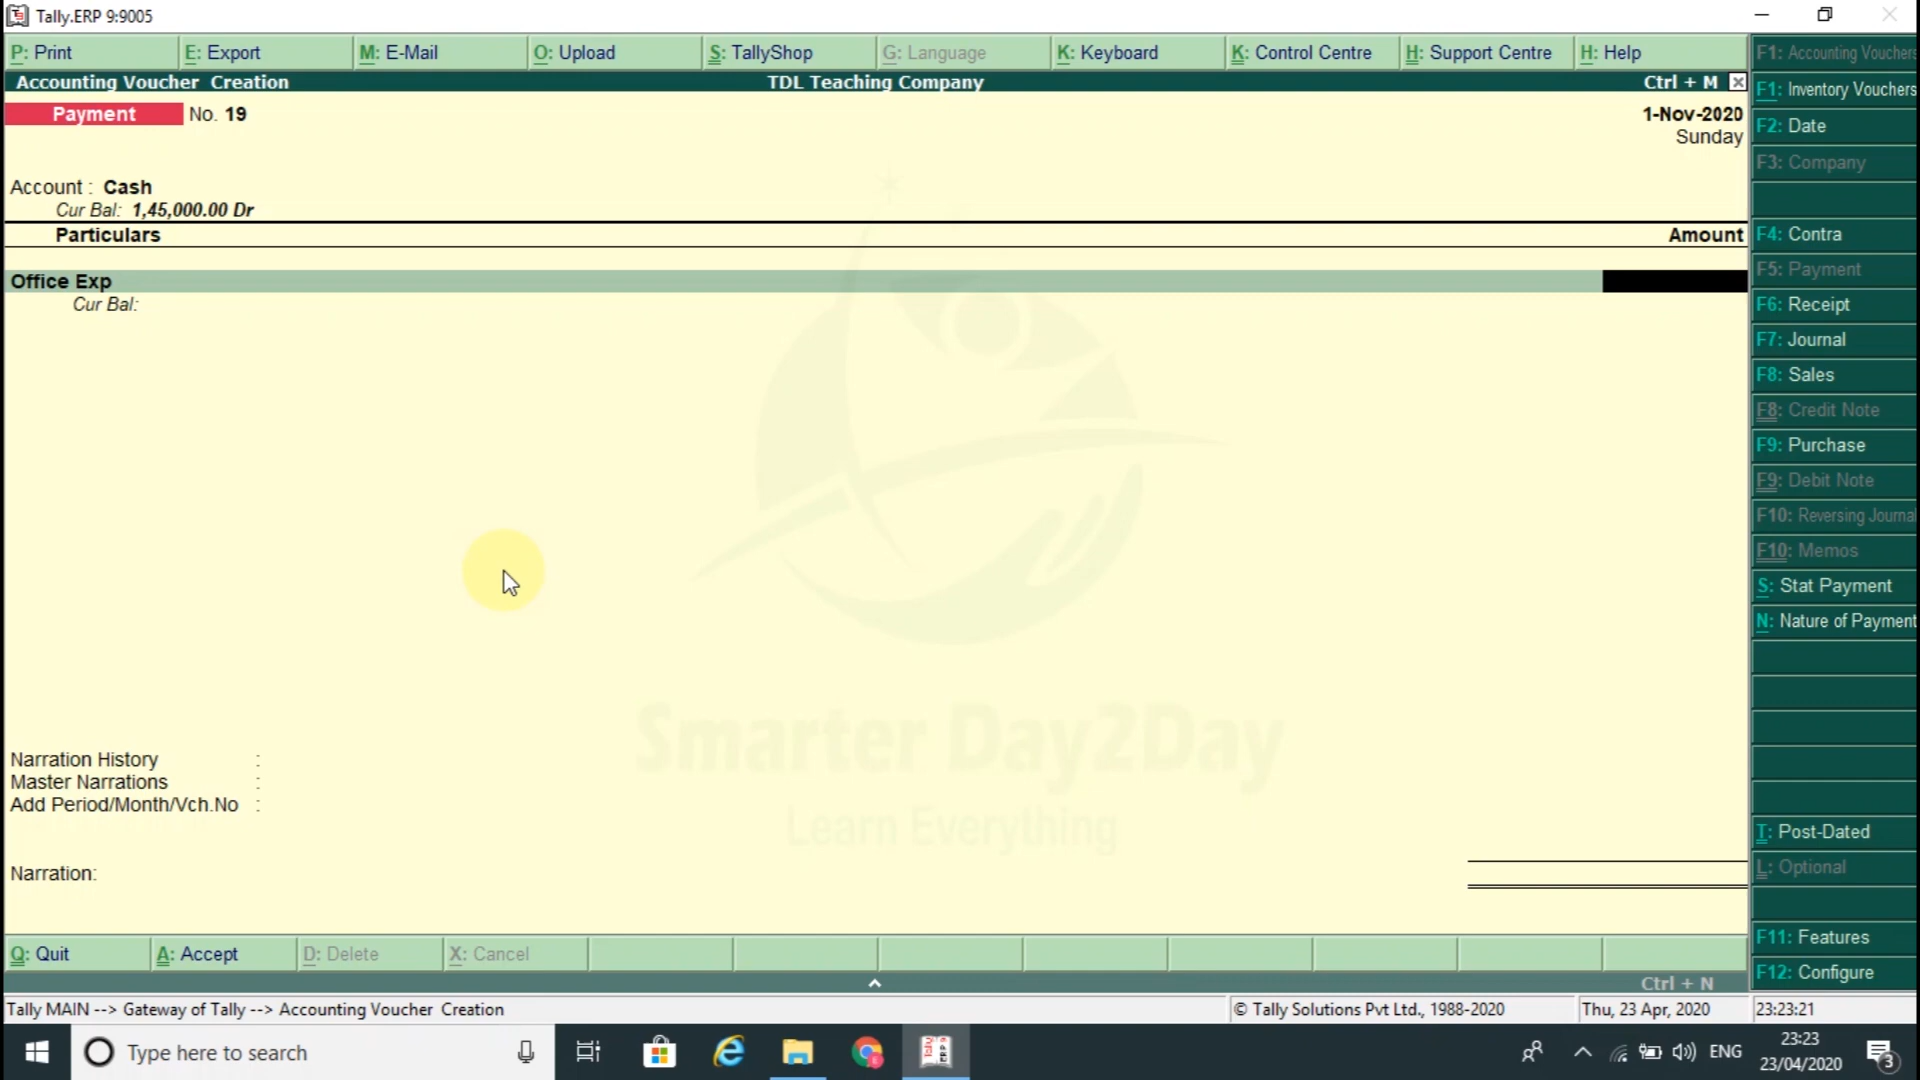 Tally.ERP 9:9005
P: Print E: Export M: E-Mail O: Upload S: TallyShop G: Language K: Keyboard K: Control Centre H: Support Centre H: Help
Accounting Voucher Creation TDL Teaching Company Ctrl + M
Payment No. 19 1-Nov-2020
Sunday
Account : Cash
Cur Bal: 1,45,000.00 Dr
Particulars Amount
Office Exp
Cur Bal:
Smarter Day2Day
Learn Everything
Narration History :
Master Narrations :
Add Period/Month/Vch.No :
Narration:
F1: Accounting Vouchers
F1: Inventory Vouchers
F2: Date
F3: Company
F4: Contra
F5: Payment
F6: Receipt
F7: Journal
F8: Sales
F8: Credit Note
F9: Purchase
F9: Debit Note
F10: Reversing Journal
F10: Memos
S: Stat Payment
N: Nature of Payment
T: Post-Dated
L: Optional
F11: Features
F12: Configure
Q: Quit A: Accept D: Delete X: Cancel
Ctrl + N
Tally MAIN --> Gateway of Tally --> Accounting Voucher Creation © Tally Solutions Pvt Ltd., 1988-2020 Thu, 23 Apr, 2020 23:23:21
Type here to search ENG 23:23
23/04/2020 3